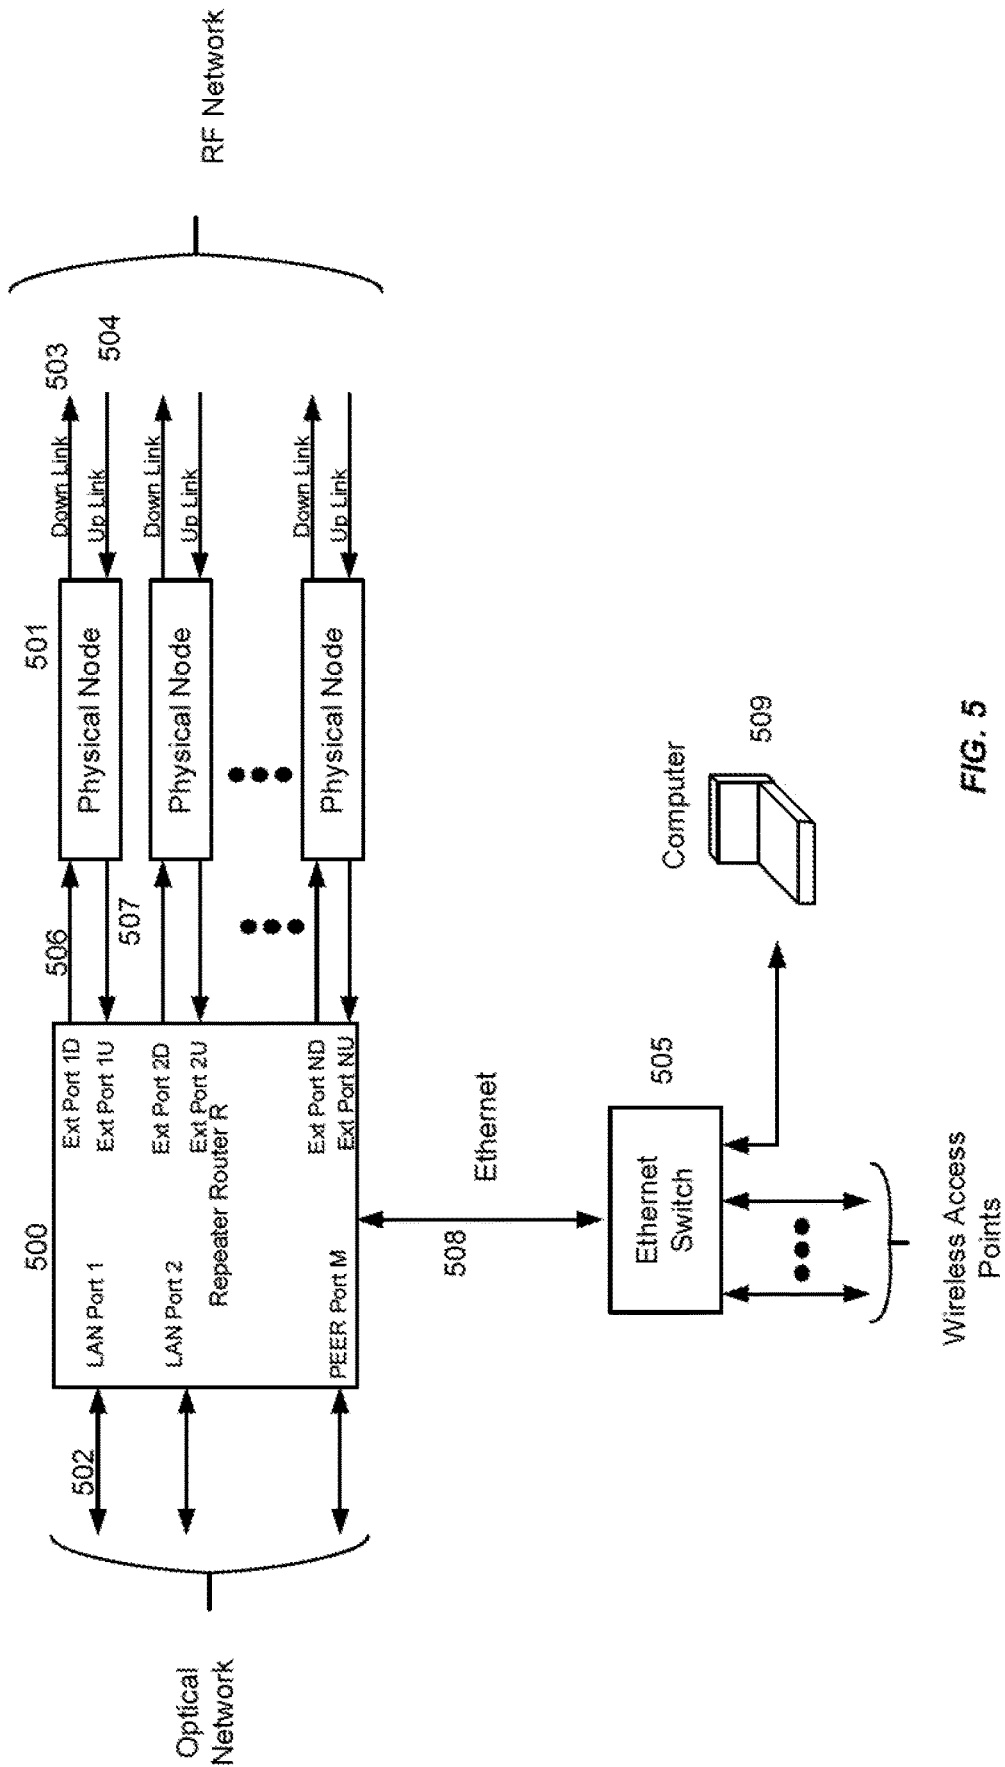 Optical
Network
RF Network
502
500
LAN Port 1
LAN Port 2
PEER Port M
Repeater Router R
Ext Port 1D
Ext Port 1U
Ext Port 2D
Ext Port 2U
Ext Port ND
Ext Port NU
506
507
501
Physical Node
Physical Node
Physical Node
Down Link
503
Up Link
504
Down Link
Up Link
Down Link
Up Link
508
Ethernet
Ethernet
Switch
505
Computer
509
Wireless Access
Points
FIG. 5